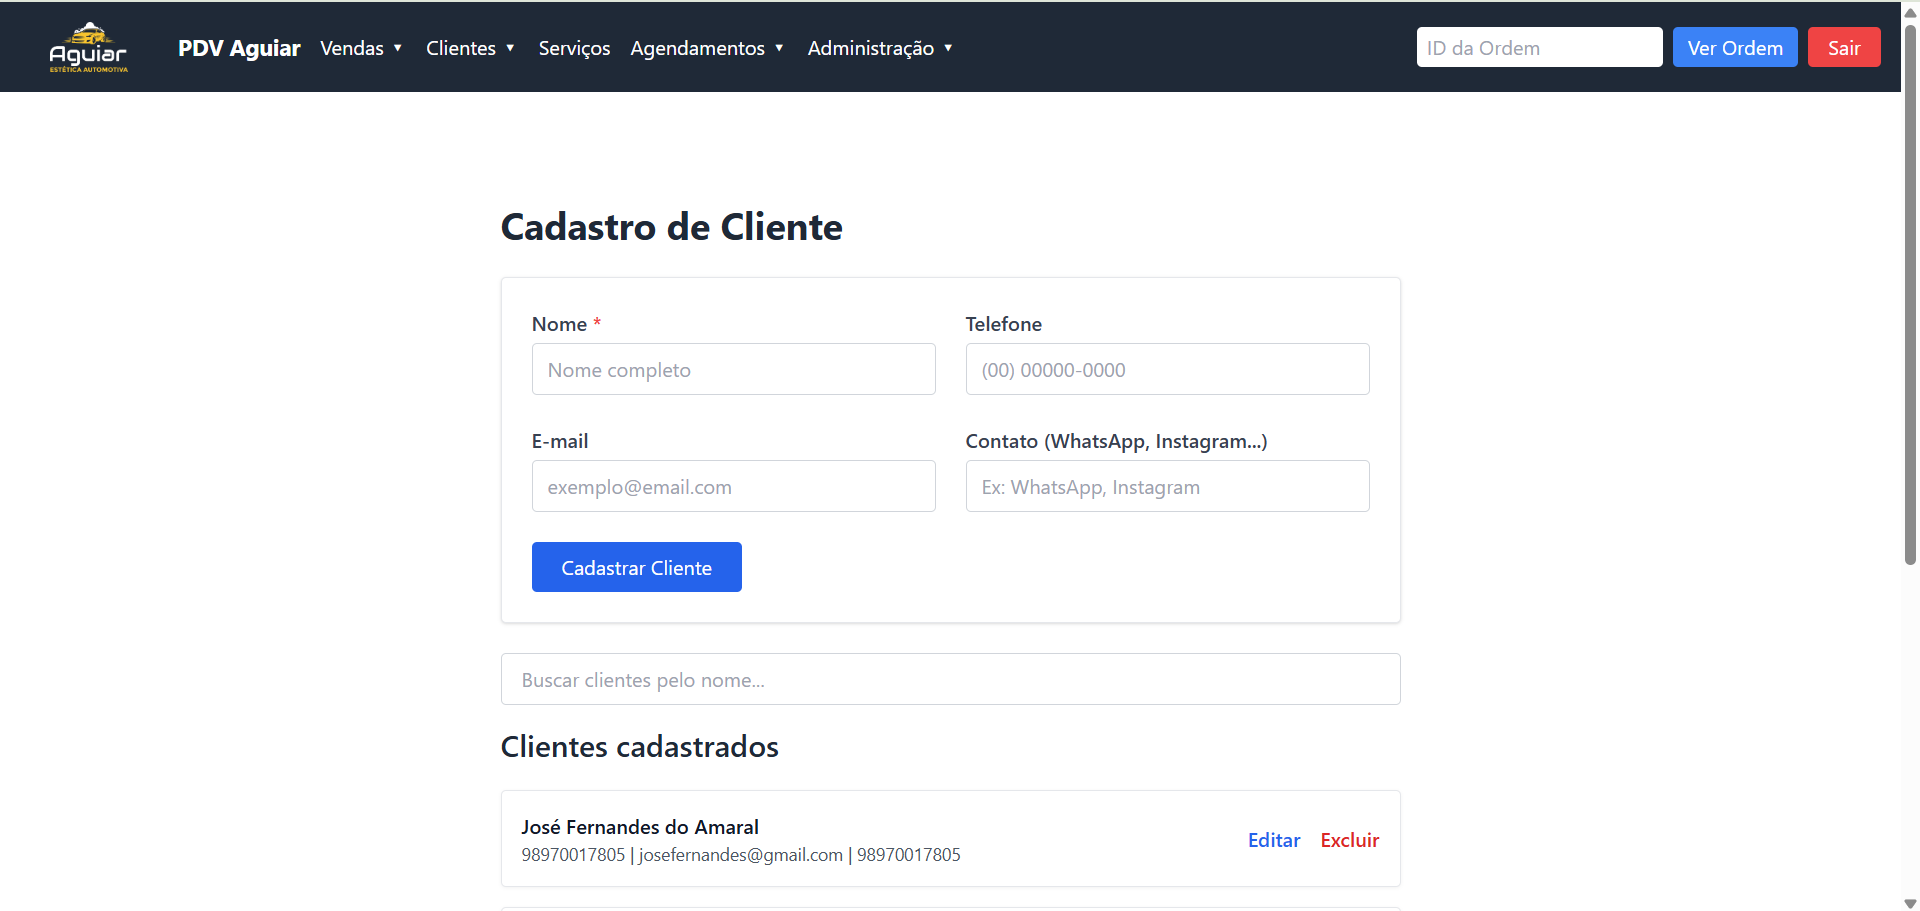 Aguiar
ESTÉTICA AUTOMOTIVA
PDV Aguiar Vendas ▼ Clientes ▼ Serviços Agendamentos ▼ Administração ▼ ID da Ordem Ver Ordem Sair
Cadastro de Cliente
Nome * Telefone
Nome completo (00) 00000-0000
E-mail Contato (WhatsApp, Instagram...)
exemplo@email.com Ex: WhatsApp, Instagram
Cadastrar Cliente
Buscar clientes pelo nome...
Clientes cadastrados
José Fernandes do Amaral
98970017805 | josefernandes@gmail.com | 98970017805
Editar Excluir